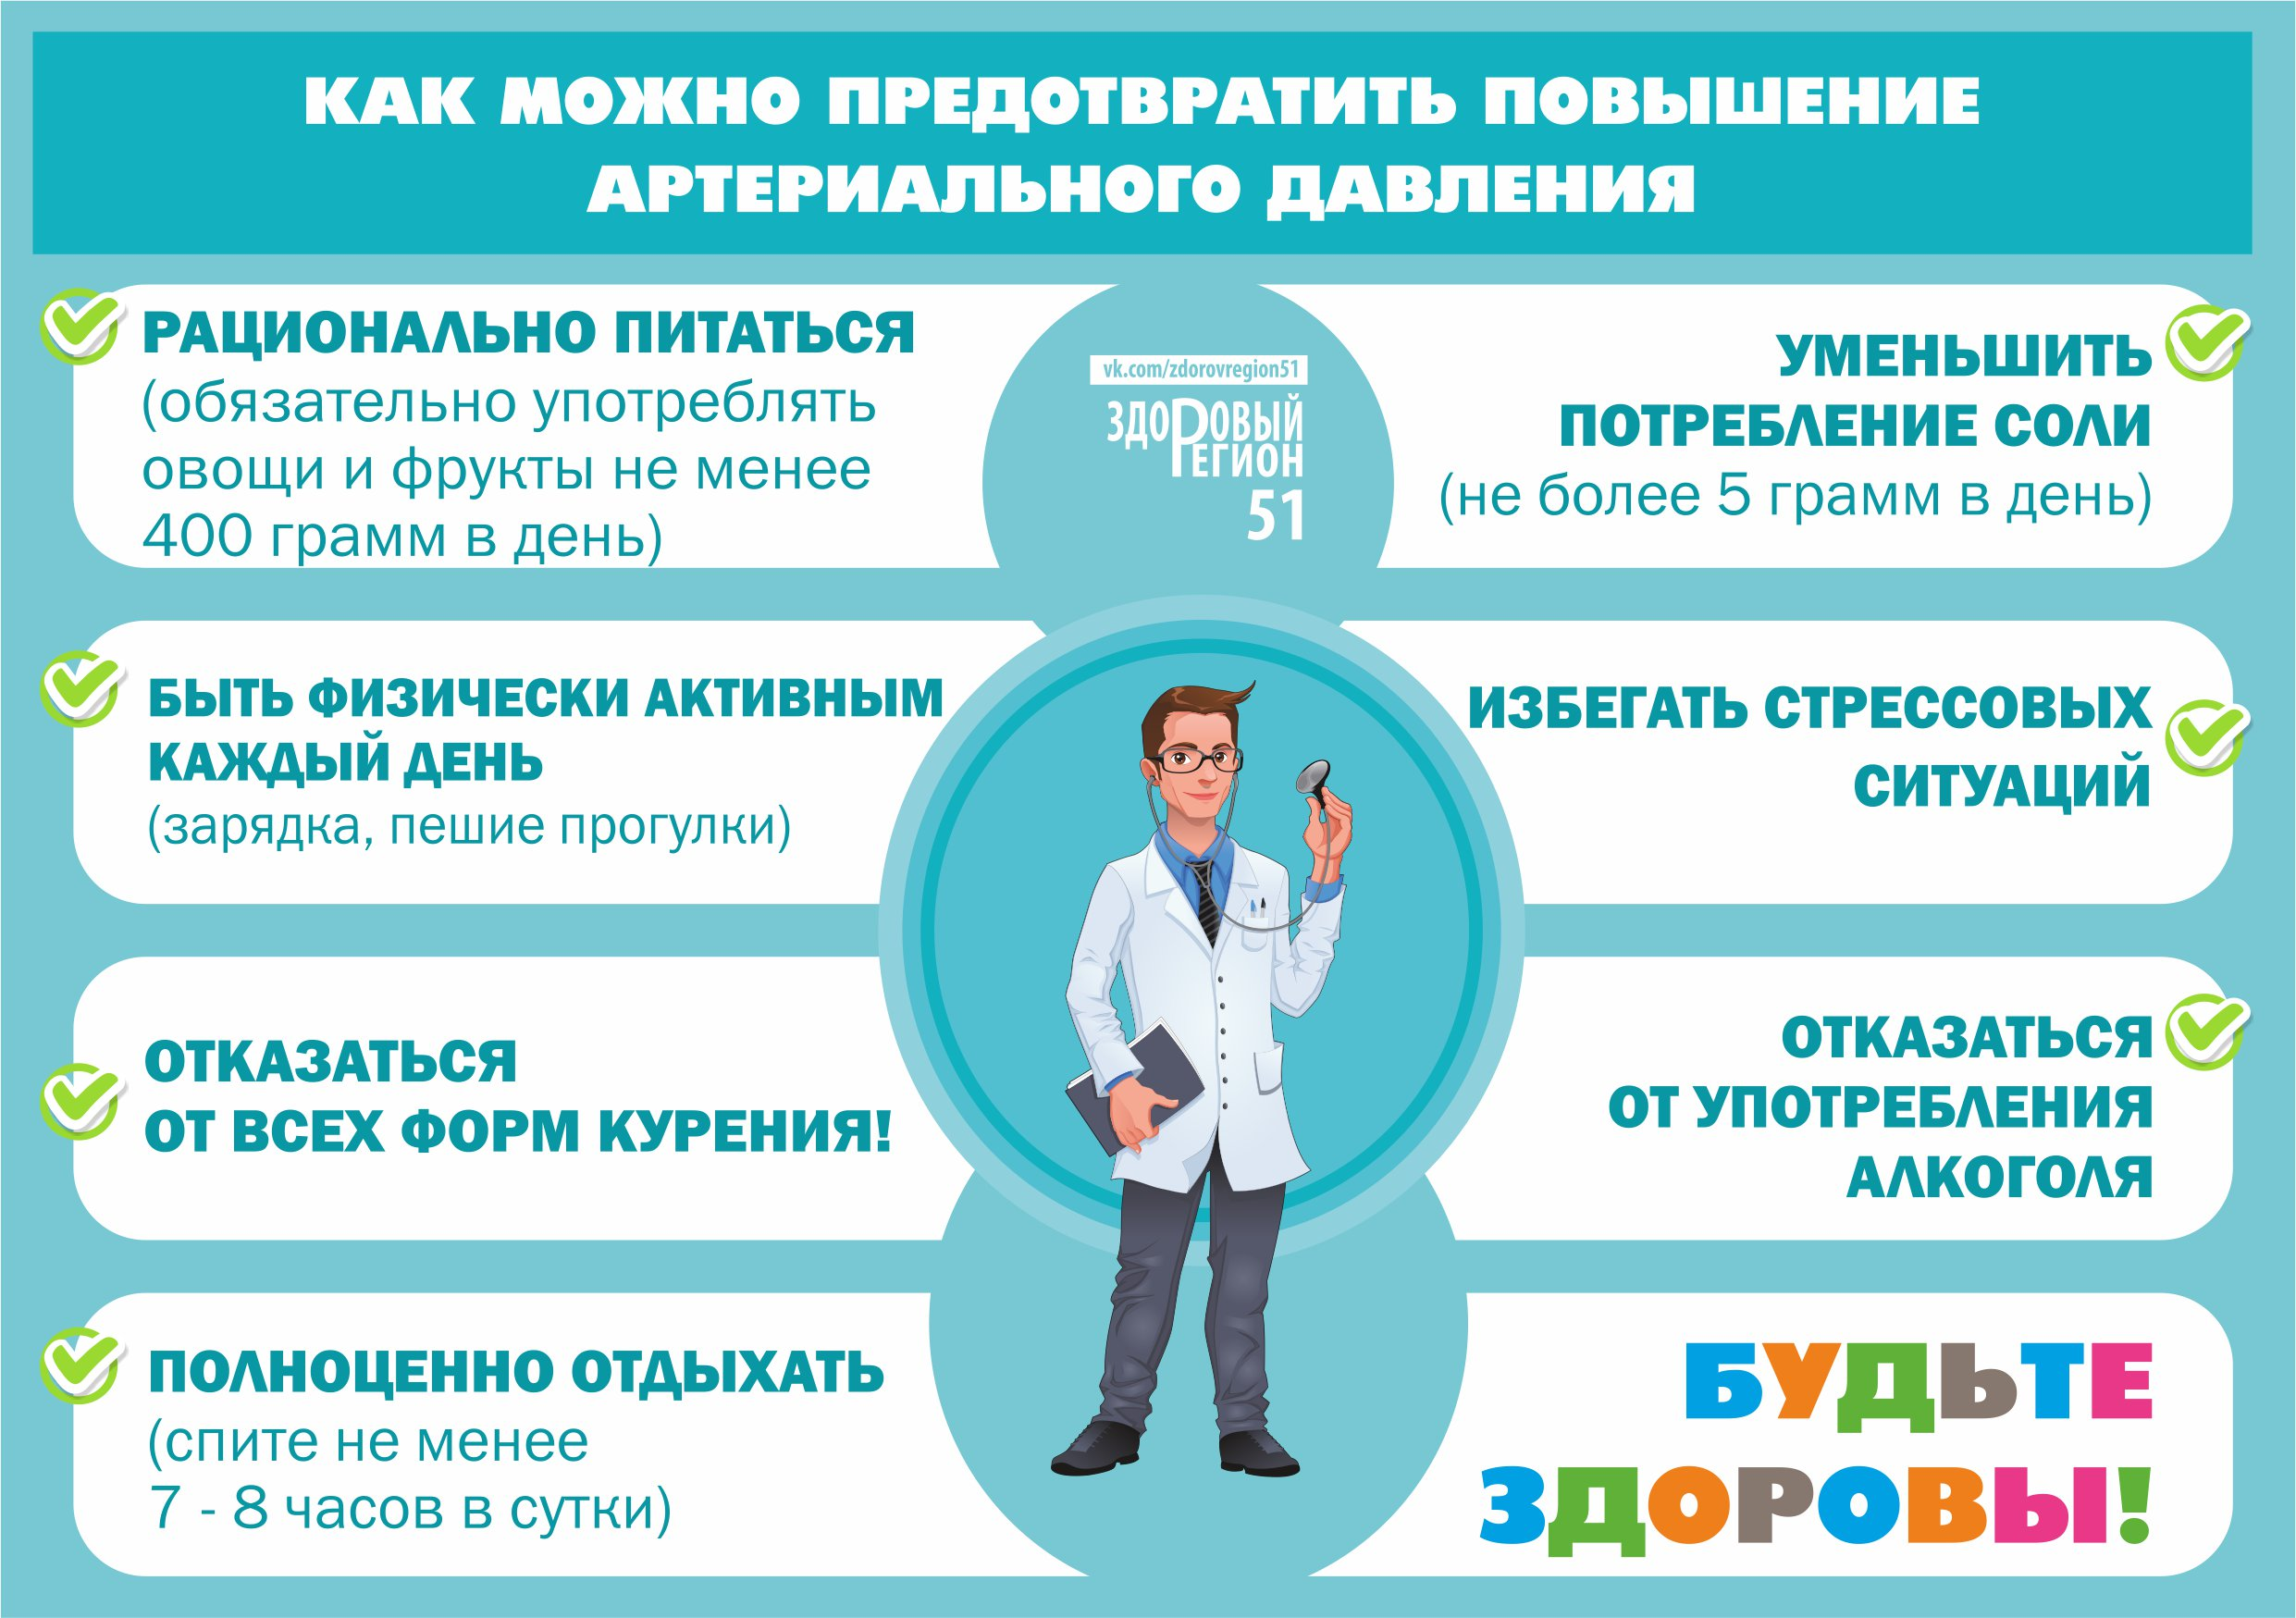 КАК МОЖНО ПРЕДОТВРАТИТЬ ПОВЫШЕНИЕ
АРТЕРИАЛЬНОГО ДАВЛЕНИЯ
РАЦИОНАЛЬНО ПИТАТЬСЯ
(обязательно употреблять
овощи и фрукты не менее
400 грамм в день)
vk.com/zdorovregion51
ЗДОРОВЫЙ
РЕГИОН
51
УМЕНЬШИТЬ
ПОТРЕБЛЕНИЕ СОЛИ
(не более 5 грамм в день)
БЫТЬ ФИЗИЧЕСКИ АКТИВНЫМ
КАЖДЫЙ ДЕНЬ
(зарядка, пешие прогулки)
ИЗБЕГАТЬ СТРЕССОВЫХ
СИТУАЦИЙ
ОТКАЗАТЬСЯ
ОТ ВСЕХ ФОРМ КУРЕНИЯ!
ОТКАЗАТЬСЯ
ОТ УПОТРЕБЛЕНИЯ
АЛКОГОЛЯ
ПОЛНОЦЕННО ОТДЫХАТЬ
(спите не менее
7 - 8 часов в сутки)
БУДЬТЕ
ЗДОРОВЫ!